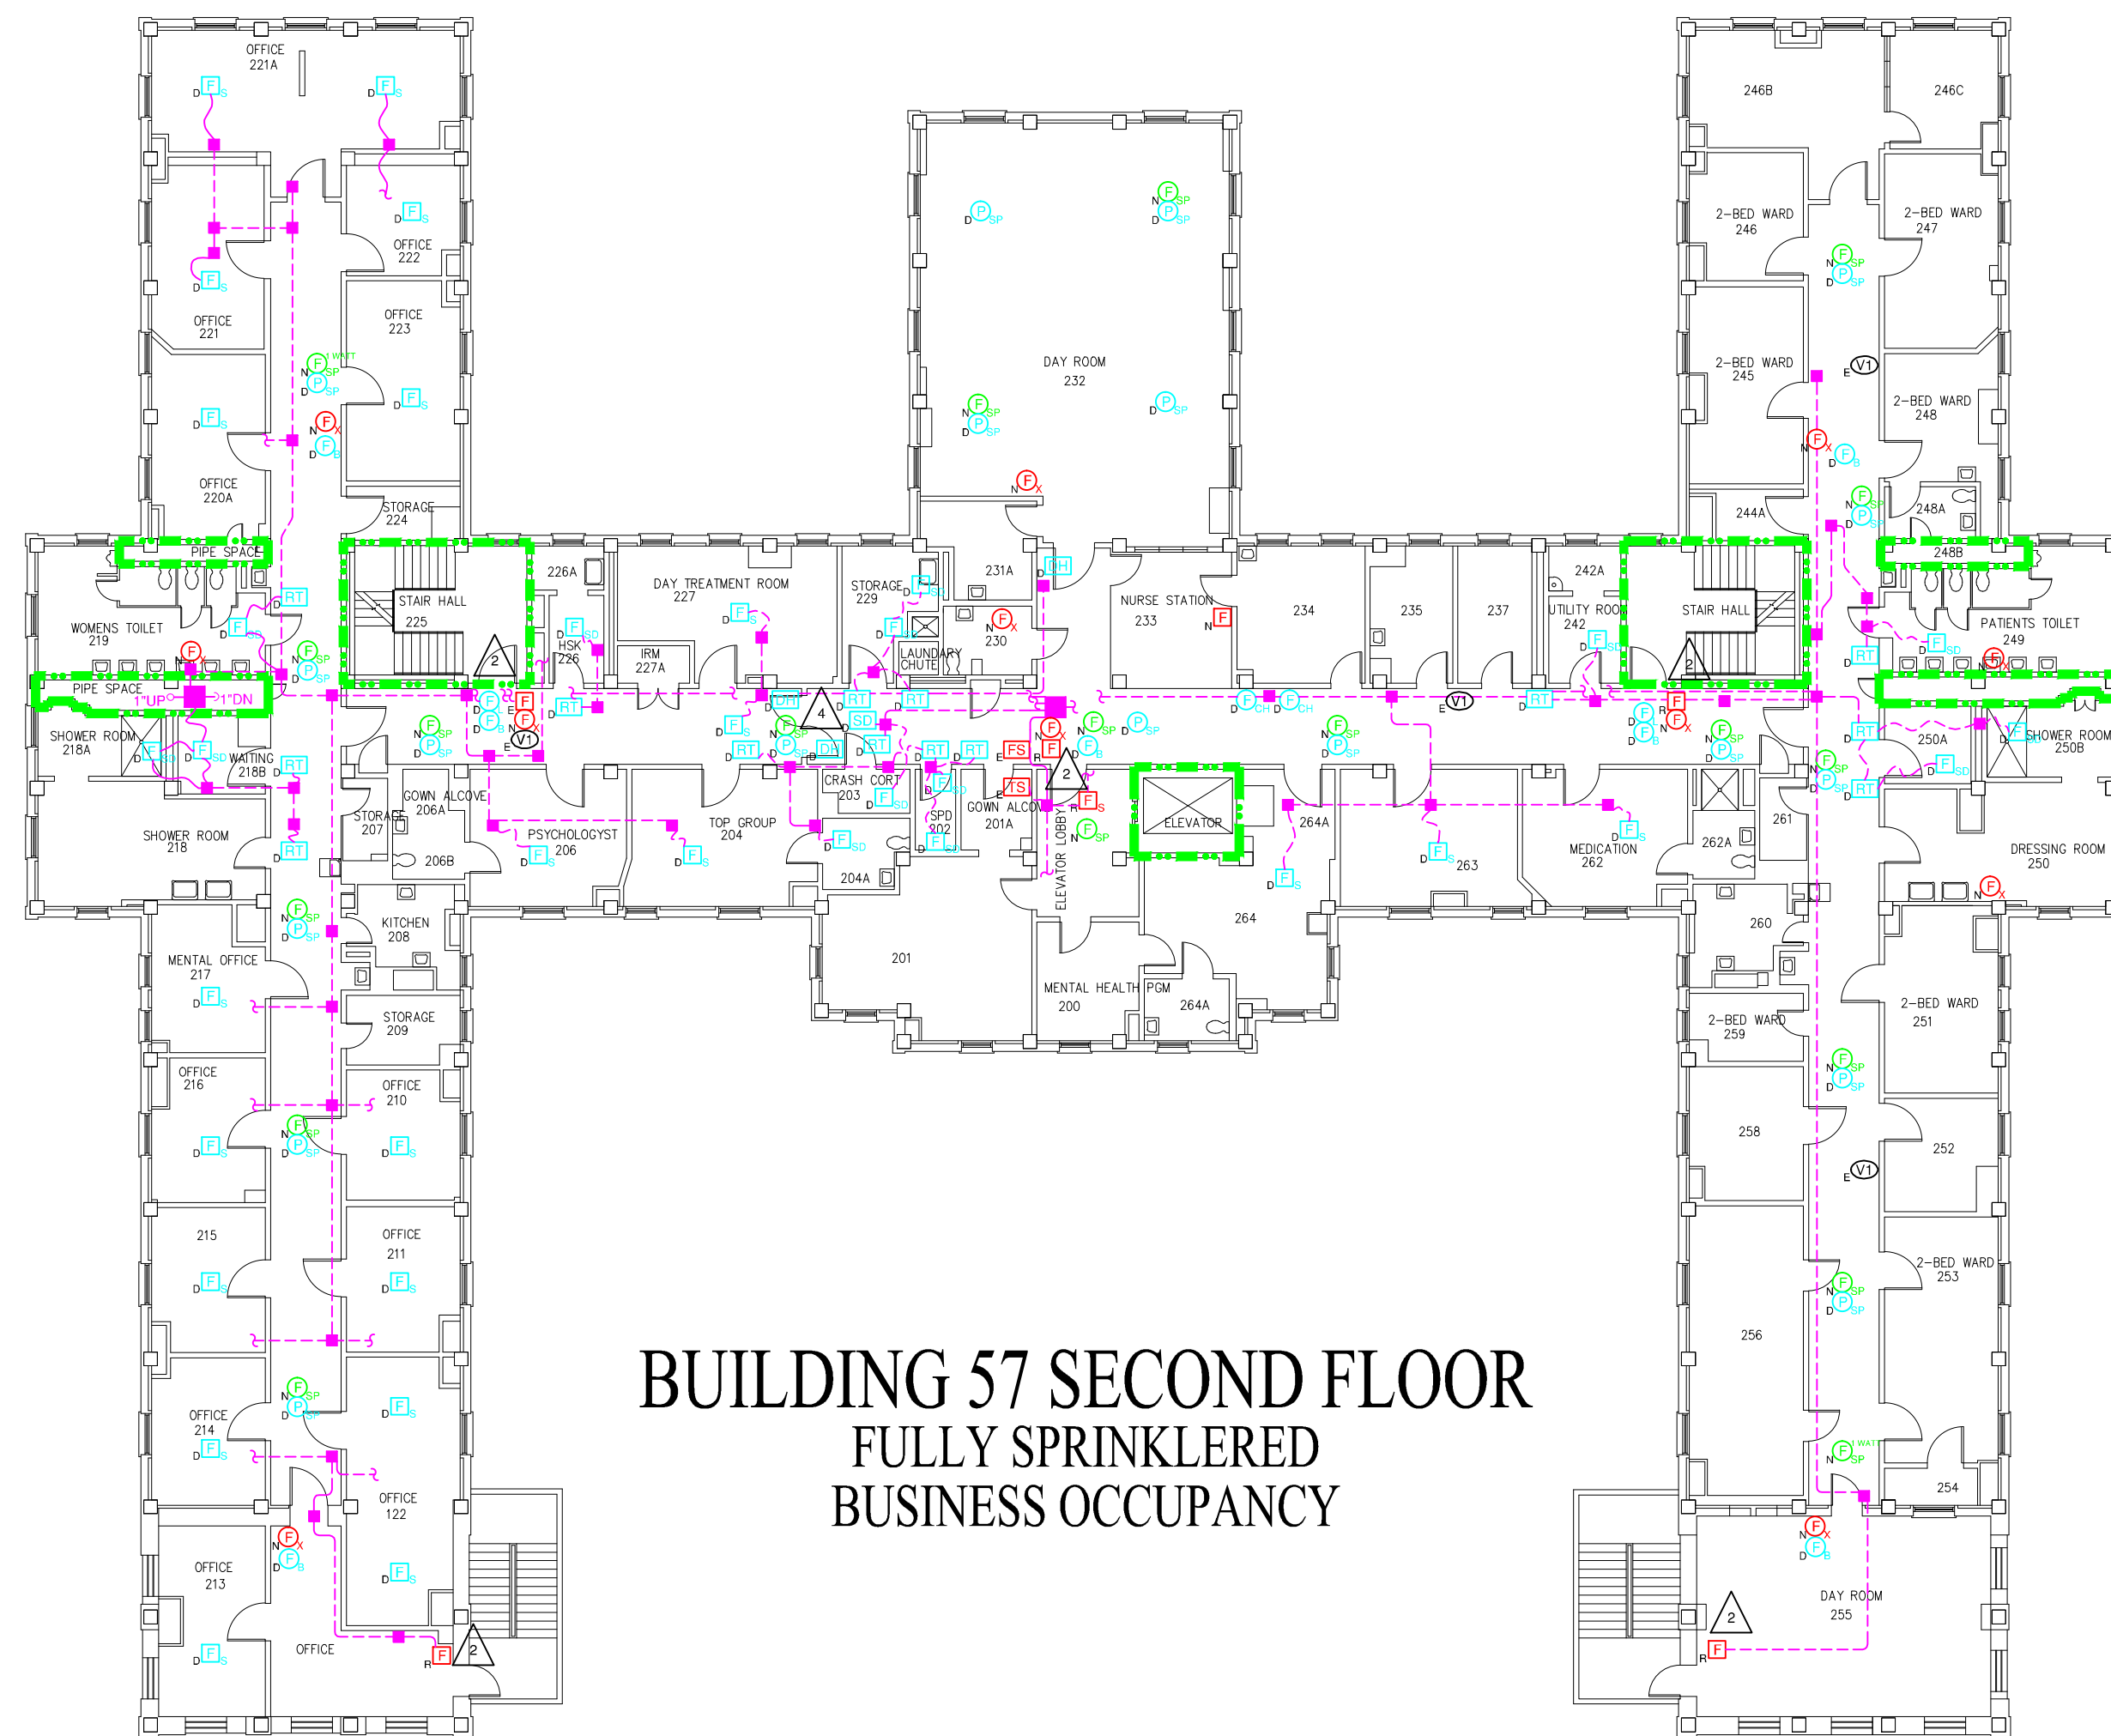 OFFICE
221A
OFFICE
222
OFFICE
221
OFFICE
223
1 WATT
OFFICE
220A
STORAGE
224
PIPE SPACE
WOMENS TOILET
219
STAIR HALL
225
226A
HSK
226
DAY TREATMENT ROOM
227
IRM
227A
STORAGE
229
LAUNDARY
CHUTE
231A
230
DAY ROOM
232
NURSE STATION
233
234
235
237
242A
UTILITY ROOM
242
STAIR HALL
246B
246C
2-BED WARD
246
2-BED WARD
247
2-BED WARD
245
2-BED WARD
248
244A
248A
248B
PATIENTS TOILET
249
PIPE SPACE
1"UP
1"DN
SHOWER ROOM
218A
WAITING
218B
SHOWER ROOM
218
STORAGE
207
GOWN ALCOVE
206A
206B
PSYCHOLOGYST
206
TOP GROUP
204
CRASH CORT
203
204A
SPD
202
GOWN ALCOV
201A
ELEVATOR LOBBY
ELEVATOR
264A
263
MEDICATION
262
262A
261
250A
SHOWER ROOM
250B
DRESSING ROOM
250
KITCHEN
208
MENTAL OFFICE
217
STORAGE
209
201
MENTAL HEALTH PGM
200
264
264A
260
2-BED WARD
259
2-BED WARD
251
OFFICE
216
OFFICE
210
258
252
215
OFFICE
211
256
2-BED WARD
253
OFFICE
214
OFFICE
122
1 WATT
254
OFFICE
213
OFFICE
DAY ROOM
255
BUILDING 57 SECOND FLOOR
FULLY SPRINKLERED
BUSINESS OCCUPANCY